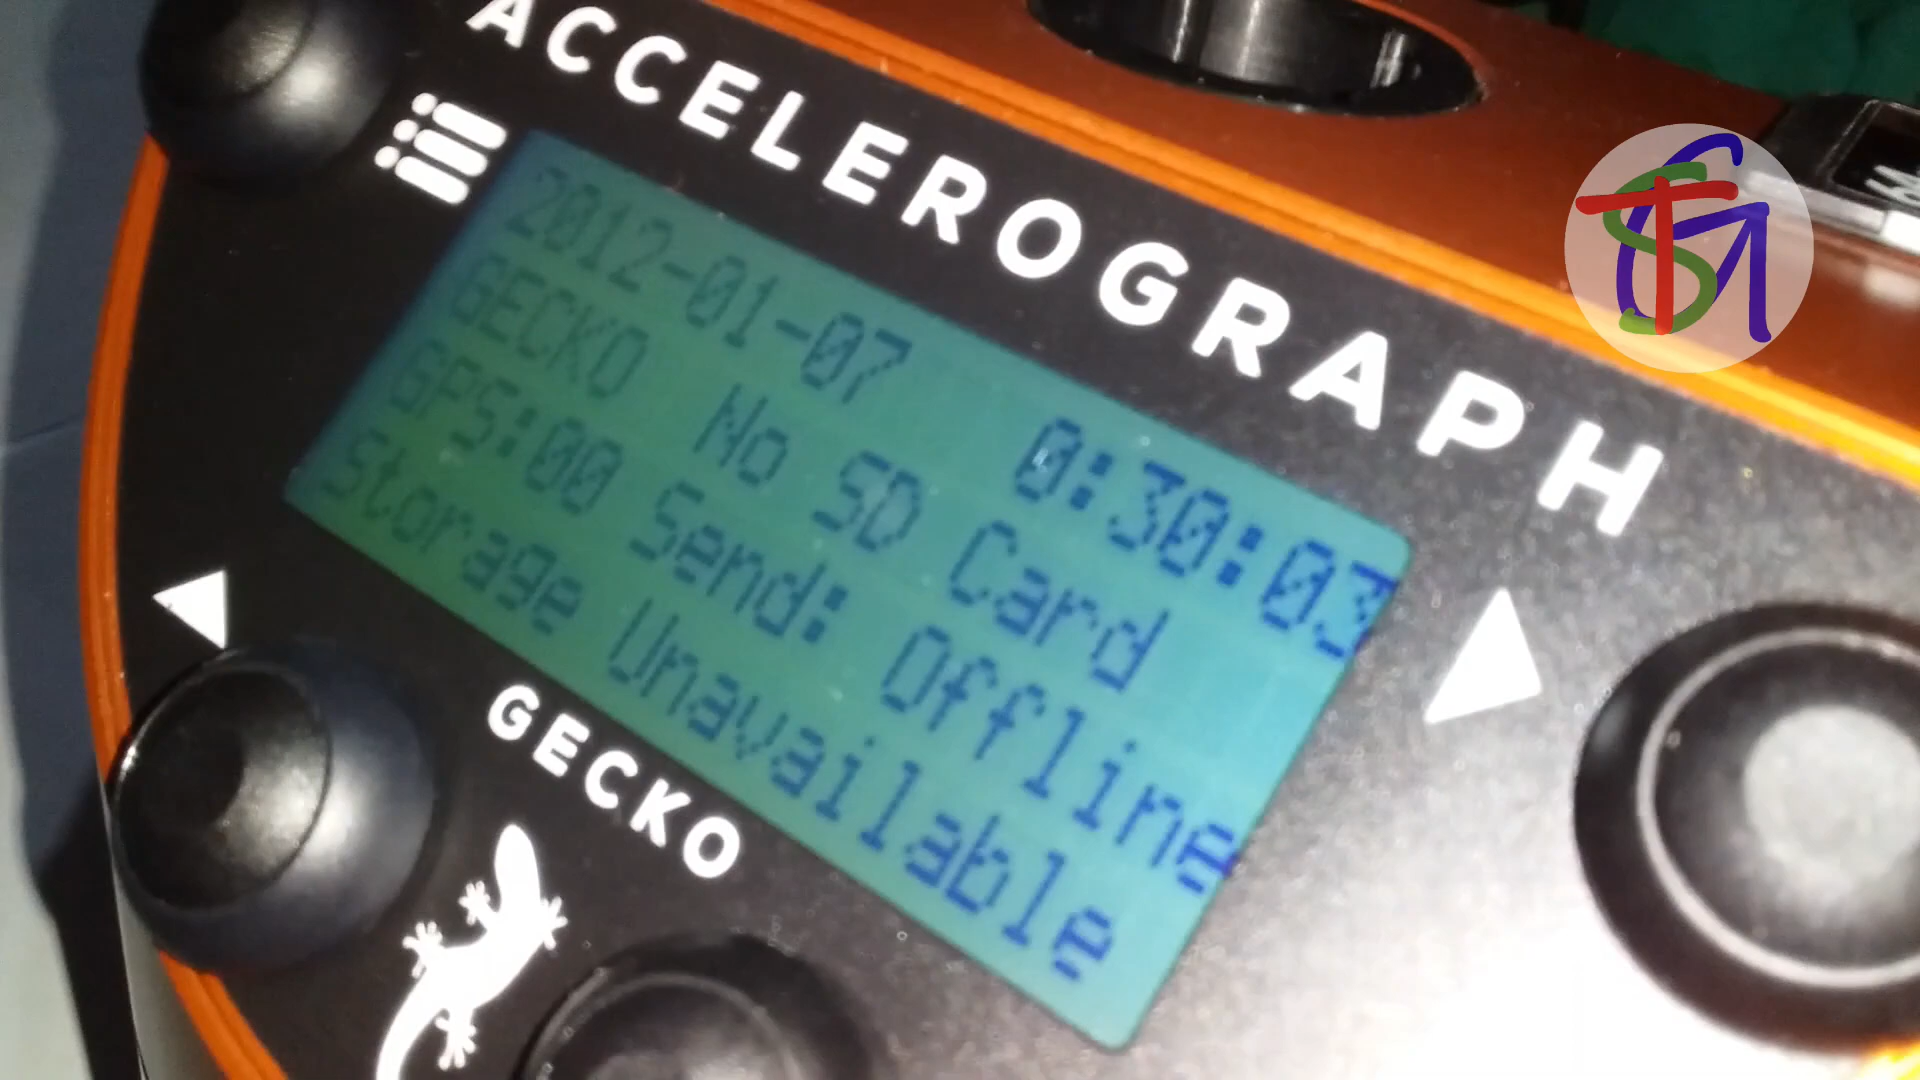 ACCELEROGRAPH
2012-01-07 0:30:03
GECKO No SD Card
GPS:00 Send: Offline
Storage Unavailable
GECKO